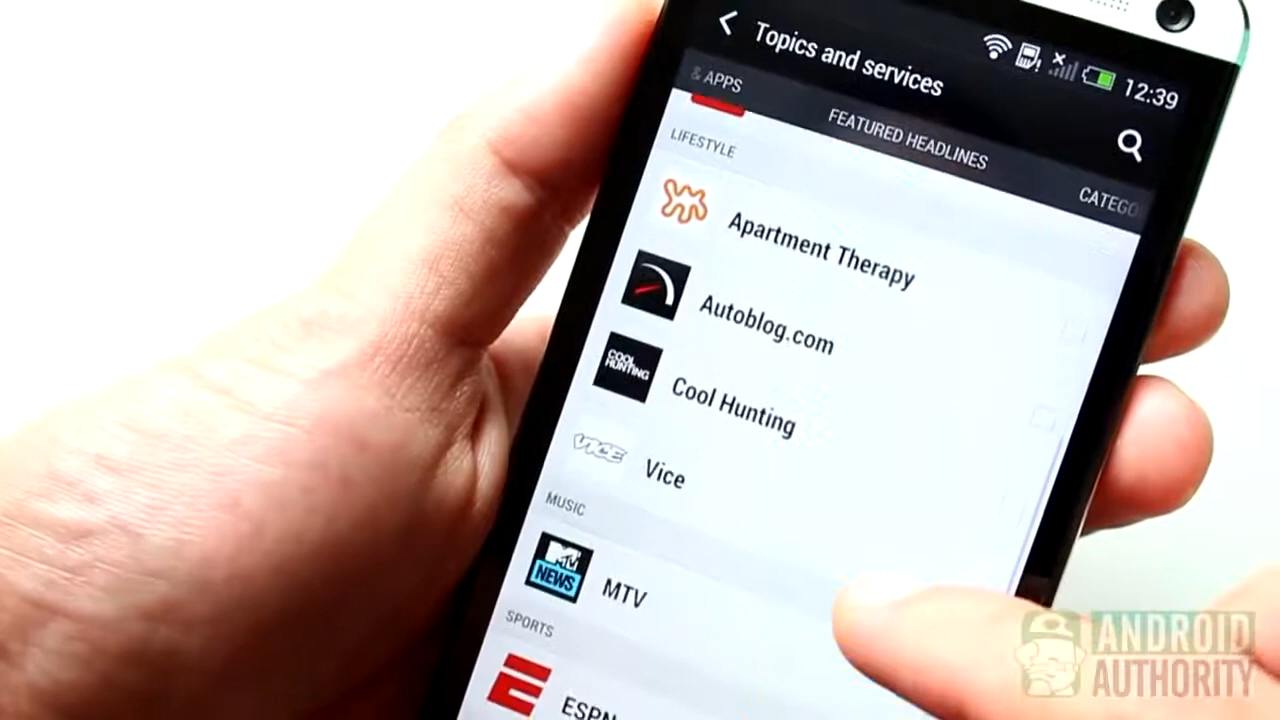 Topics and services
12:39
& APPS
FEATURED HEADLINES
CATEGO
LIFESTYLE
Apartment Therapy
Autoblog.com
COOL
HUNTING
Cool Hunting
VICE
Vice
MUSIC
MTV
NEWS
MTV
SPORTS
ESPN
ANDROID
AUTHORITY